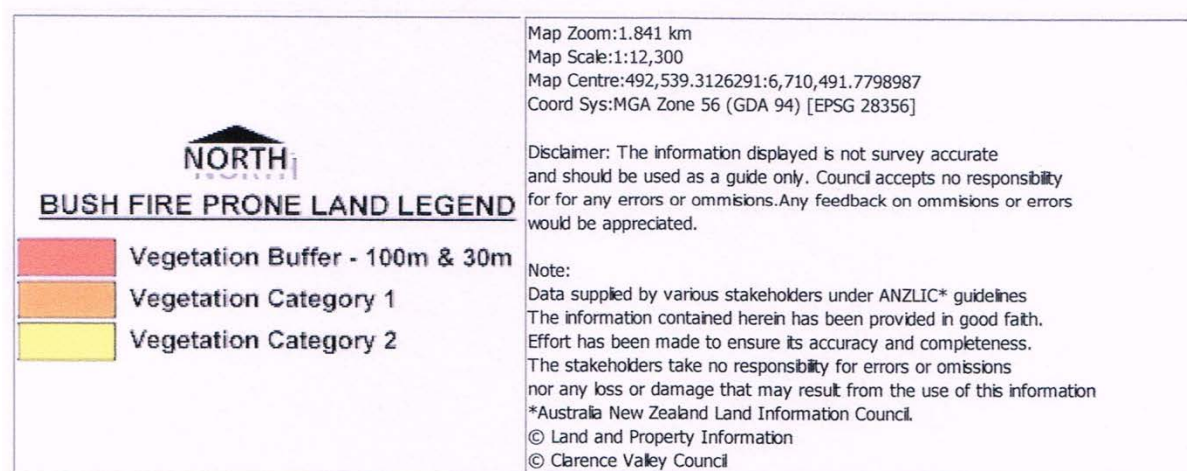 NORTH
BUSH FIRE PRONE LAND LEGEND
Vegetation Buffer - 100m & 30m
Vegetation Category 1
Vegetation Category 2
Map Zoom:1.841 km
Map Scale:1:12,300
Map Centre:492,539.3126291:6,710,491.7798987
Coord Sys:MGA Zone 56 (GDA 94) [EPSG 28356]
Disclaimer: The information displayed is not survey accurate
and should be used as a guide only. Council accepts no responsibility
for for any errors or ommisions.Any feedback on ommisions or errors
would be appreciated.
Note:
Data supplied by various stakeholders under ANZLIC* guidelines
The information contained herein has been provided in good faith.
Effort has been made to ensure its accuracy and completeness.
The stakeholders take no responsibility for errors or omissions
nor any loss or damage that may result from the use of this information
*Australia New Zealand Land Information Council.
© Land and Property Information
© Clarence Valley Council